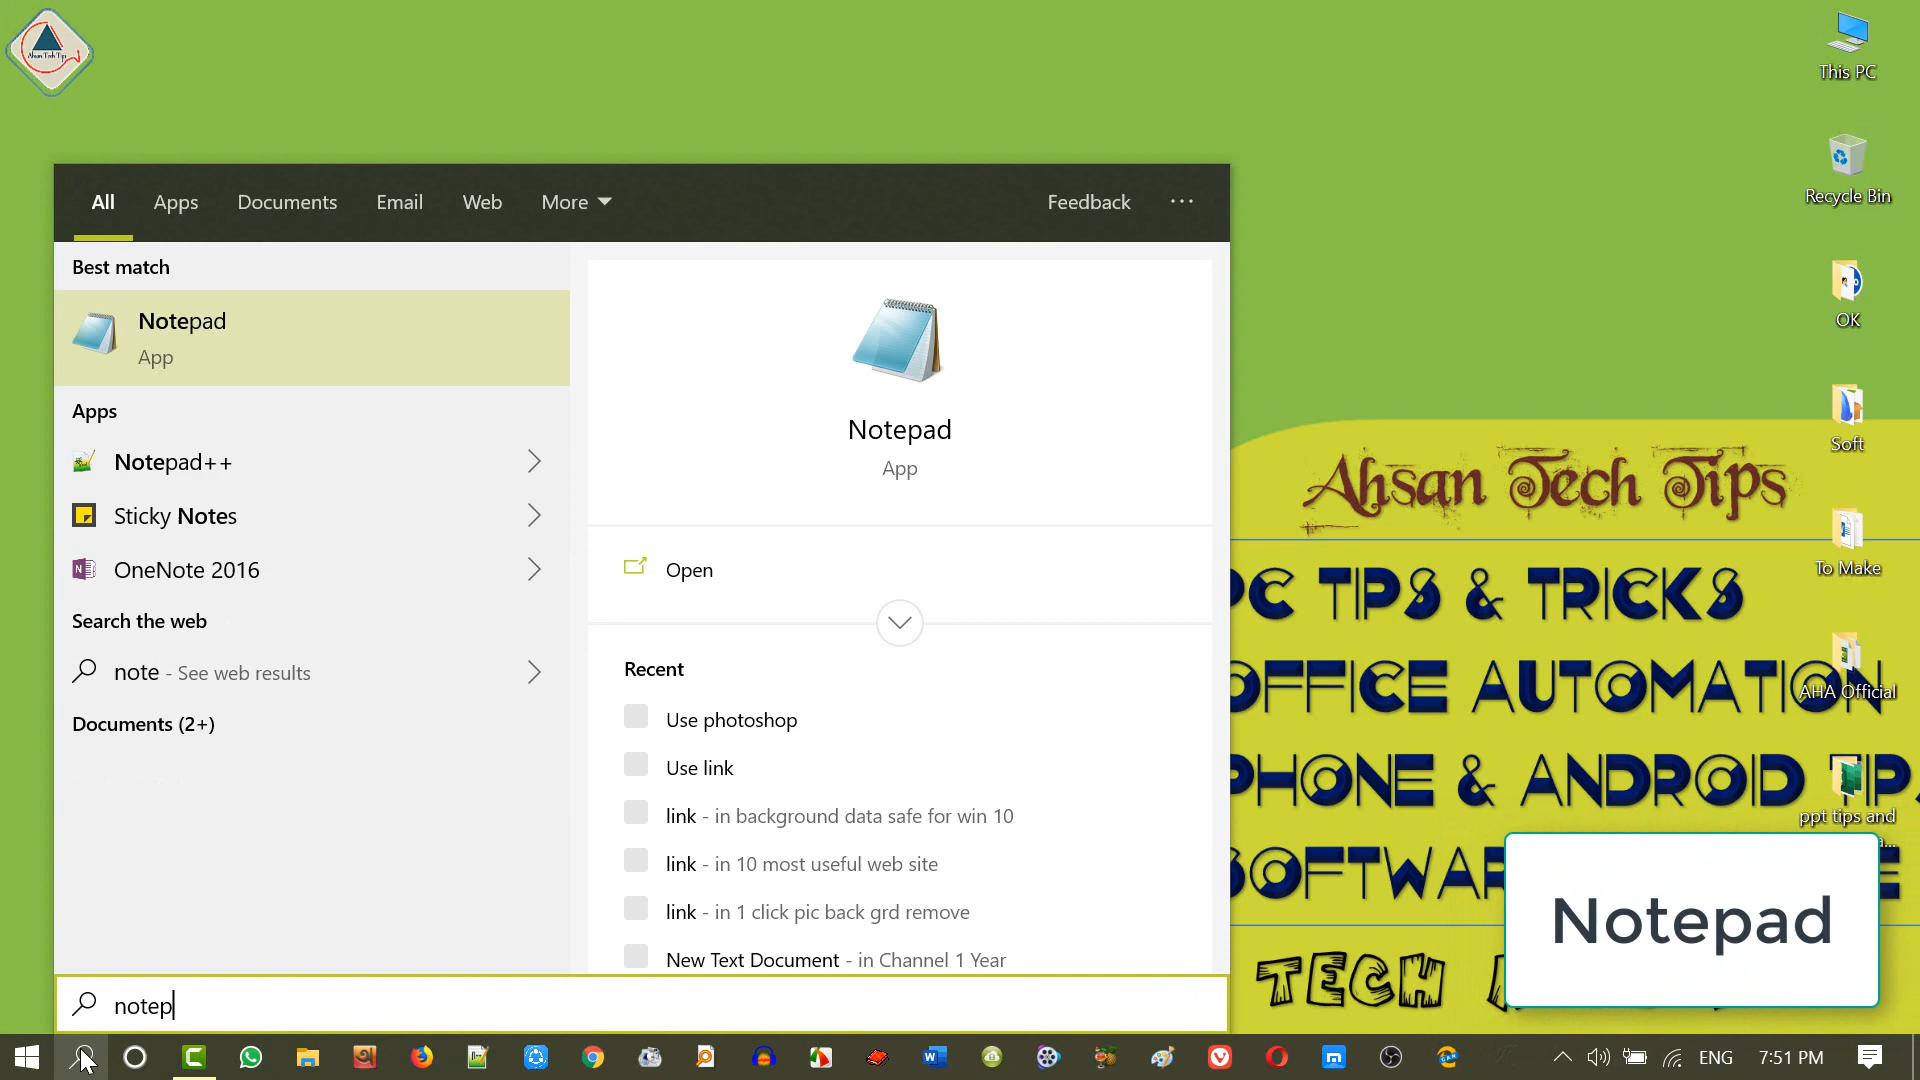 Ahsan Tech Tips
This PC
Recycle Bin
OK
Soft
To Make
AHA Official
ppt tips and
a...
All Apps Documents Email Web More Feedback ...
Best match
Notepad
App
Apps
Notepad++
Sticky Notes
OneNote 2016
Search the web
note - See web results
Documents (2+)
Notepad
App
Open
Recent
Use photoshop
Use link
link - in background data safe for win 10
link - in 10 most useful web site
link - in 1 click pic back grd remove
New Text Document - in Channel 1 Year
notep
Ahsan Tech Tips
PC TIPS & TRICKS
OFFICE AUTOMATION
PHONE & ANDROID TIP
SOFTWAR
TECH
Notepad
ENG 7:51 PM